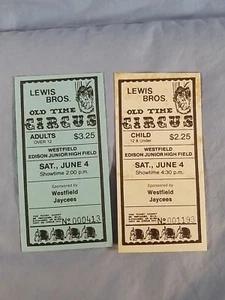 LEWIS
BROS.
OLD TIME
CIRCUS
ADULTS $3.25
OVER 12
WESTFIELD
EDISON JUNIOR HIGH FIELD
SAT., JUNE 4
Showtime 2:00 p.m.
Sponsored by
Westfield
Jaycees
No 000413
LEWIS
BROS.
OLD TIME
CIRCUS
CHILD $2.25
12 & Under
WESTFIELD
EDISON JUNIOR HIGH FIELD
SAT., JUNE 4
Showtime 4:30 p.m.
Sponsored by
Westfield
Jaycees
No 001193